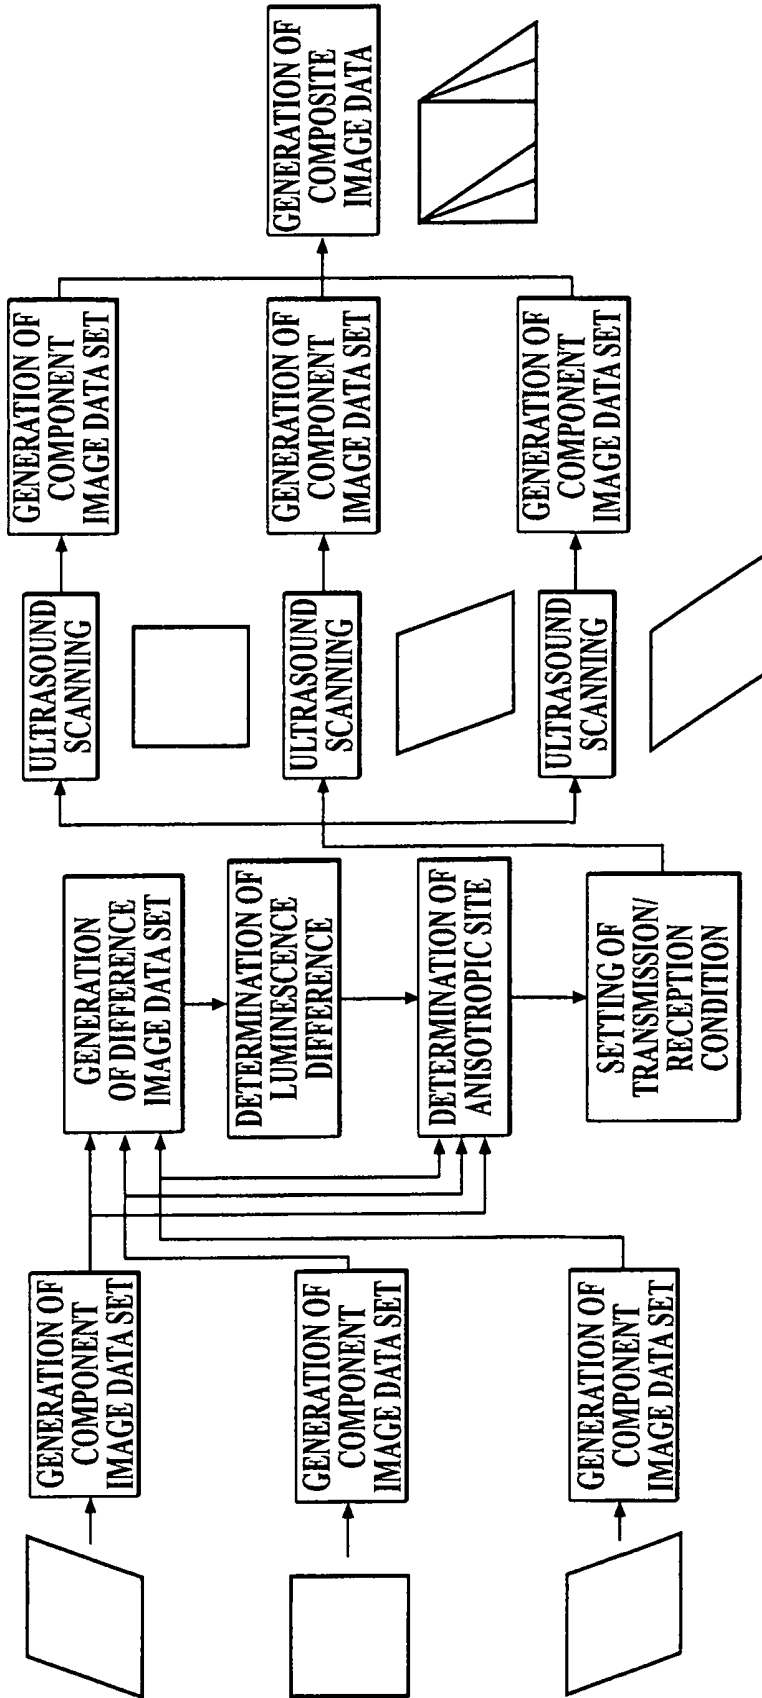 GENERATION OF
COMPONENT
IMAGE DATA SET
GENERATION OF
COMPONENT
IMAGE DATA SET
GENERATION OF
COMPONENT
IMAGE DATA SET
GENERATION
OF DIFFERENCE
IMAGE DATA SET
DETERMINATION OF
LUMINESCENCE
DIFFERENCE
DETERMINATION OF
ANISOTROPIC SITE
SETTING OF
TRANSMISSION/
RECEPTION
CONDITION
ULTRASOUND
SCANNING
ULTRASOUND
SCANNING
ULTRASOUND
SCANNING
GENERATION OF
COMPONENT
IMAGE DATA SET
GENERATION OF
COMPONENT
IMAGE DATA SET
GENERATION OF
COMPONENT
IMAGE DATA SET
GENERATION OF
COMPOSITE
IMAGE DATA